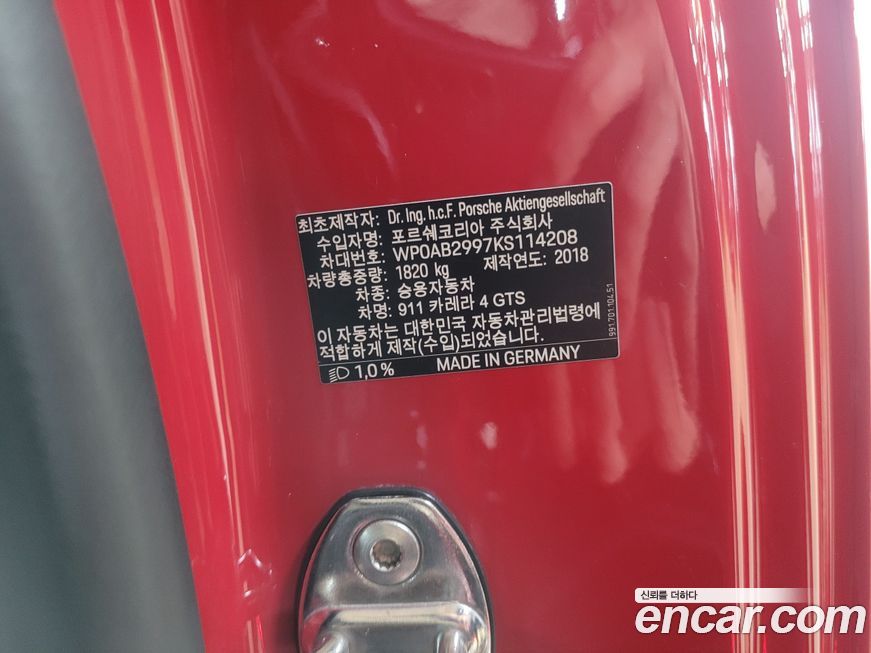 최초제작자: Dr. Ing. h.c.F. Porsche Aktiengesellschaft
수입자명: 포르쉐코리아 주식회사
차대번호: WP0AB2997KS114208
차량총중량: 1820 kg 제작연도: 2018
차종: 승용자동차
차명: 911 카레라 4 GTS
이 자동차는 대한민국 자동차관리법령에
적합하게 제작(수입)되었습니다.
1,0% MADE IN GERMANY
991.701.104.51
신뢰를 더하다
encar.com